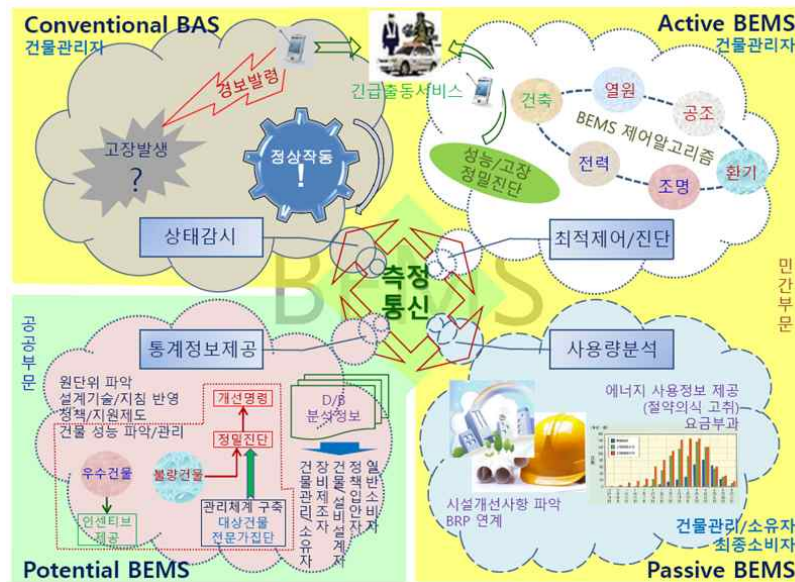 Conventional BAS
건물관리자
경보발령
고장발생
?
정상작동
!
상태감시
긴급출동서비스
Active BEMS
건물관리자
건축
열원
공조
BEMS 제어알고리즘
전력
조명
환기
성능/고장
정밀진단
최적제어/진단
민간부문
측정
통신
BEMS
공공부문
통계정보제공
원단위 파악
설계기술/지침 반영
정책/지원제도
건물 성능 파악/관리
개선명령
정밀진단
우수건물
불량건물
인센티브
제공
관리체계 구축
대상건물
전문가집단
D/B
분석정보
일반소비자
정책입안자
건물/설비설계자
장비제조자
건물관리/소유자
Potential BEMS
사용량분석
에너지 사용정보 제공
(절약의식 고취)
요금부과
시설개선사항 파악
BRP 연계
건물관리/소유자
최종소비자
Passive BEMS